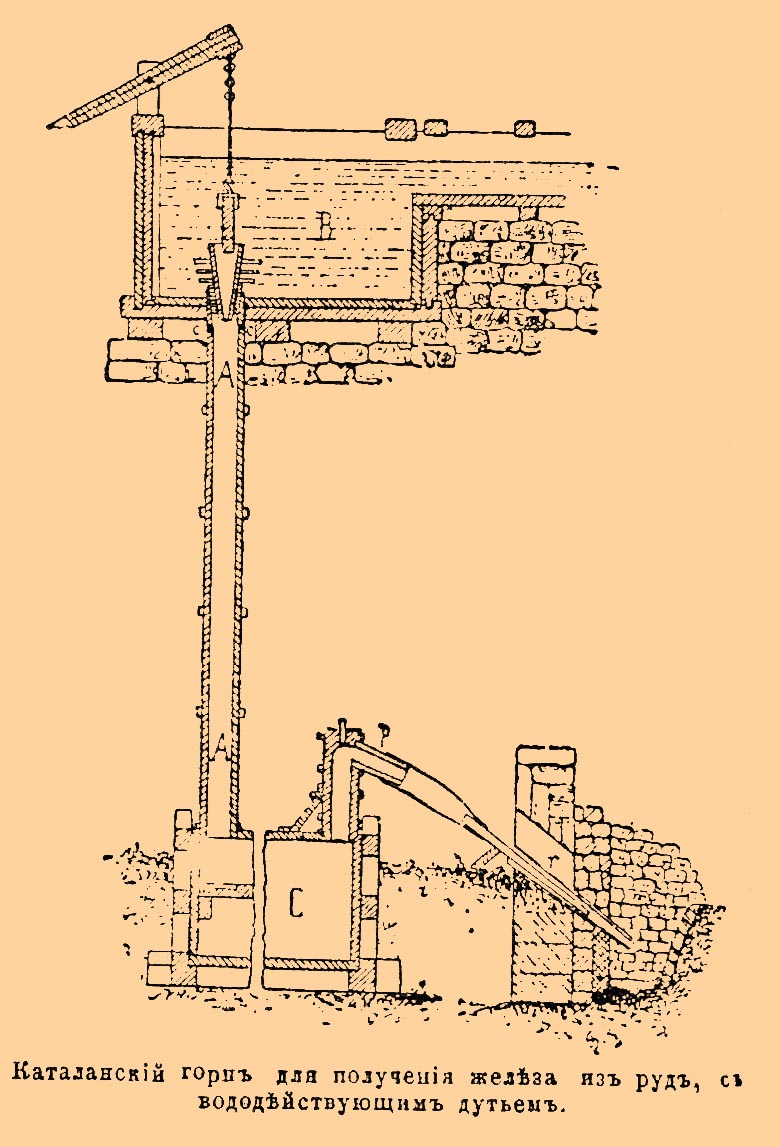 B
A
A
C
Каталанскій горнъ для полученія желѣза изъ рудъ, съ
вододѣйствующимъ дутьемъ.